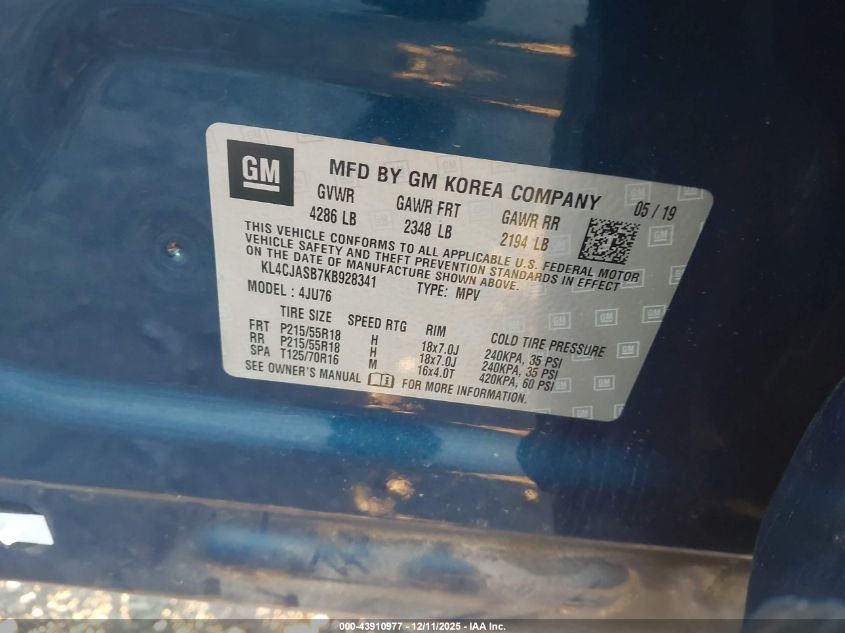 GM
MFD BY GM KOREA COMPANY
05 / 19
GVWR GAWR FRT GAWR RR
4286 LB 2348 LB 2194 LB
THIS VEHICLE CONFORMS TO ALL APPLICABLE U.S. FEDERAL MOTOR
VEHICLE SAFETY AND THEFT PREVENTION STANDARDS IN EFFECT
ON THE DATE OF MANUFACTURE SHOWN ABOVE.
KL4CJASB7KB928341 TYPE: MPV
MODEL : 4JU76
TIRE SIZE SPEED RTG RIM COLD TIRE PRESSURE
FRT P215/55R18 H 18x7.0J 240KPA, 35 PSI
RR P215/55R18 H 18x7.0J 240KPA, 35 PSI
SPA T125/70R16 M 16x4.0T 420KPA, 60 PSI
SEE OWNER'S MANUAL FOR MORE INFORMATION.
000-43910977 - 12/11/2025 - IAA Inc.